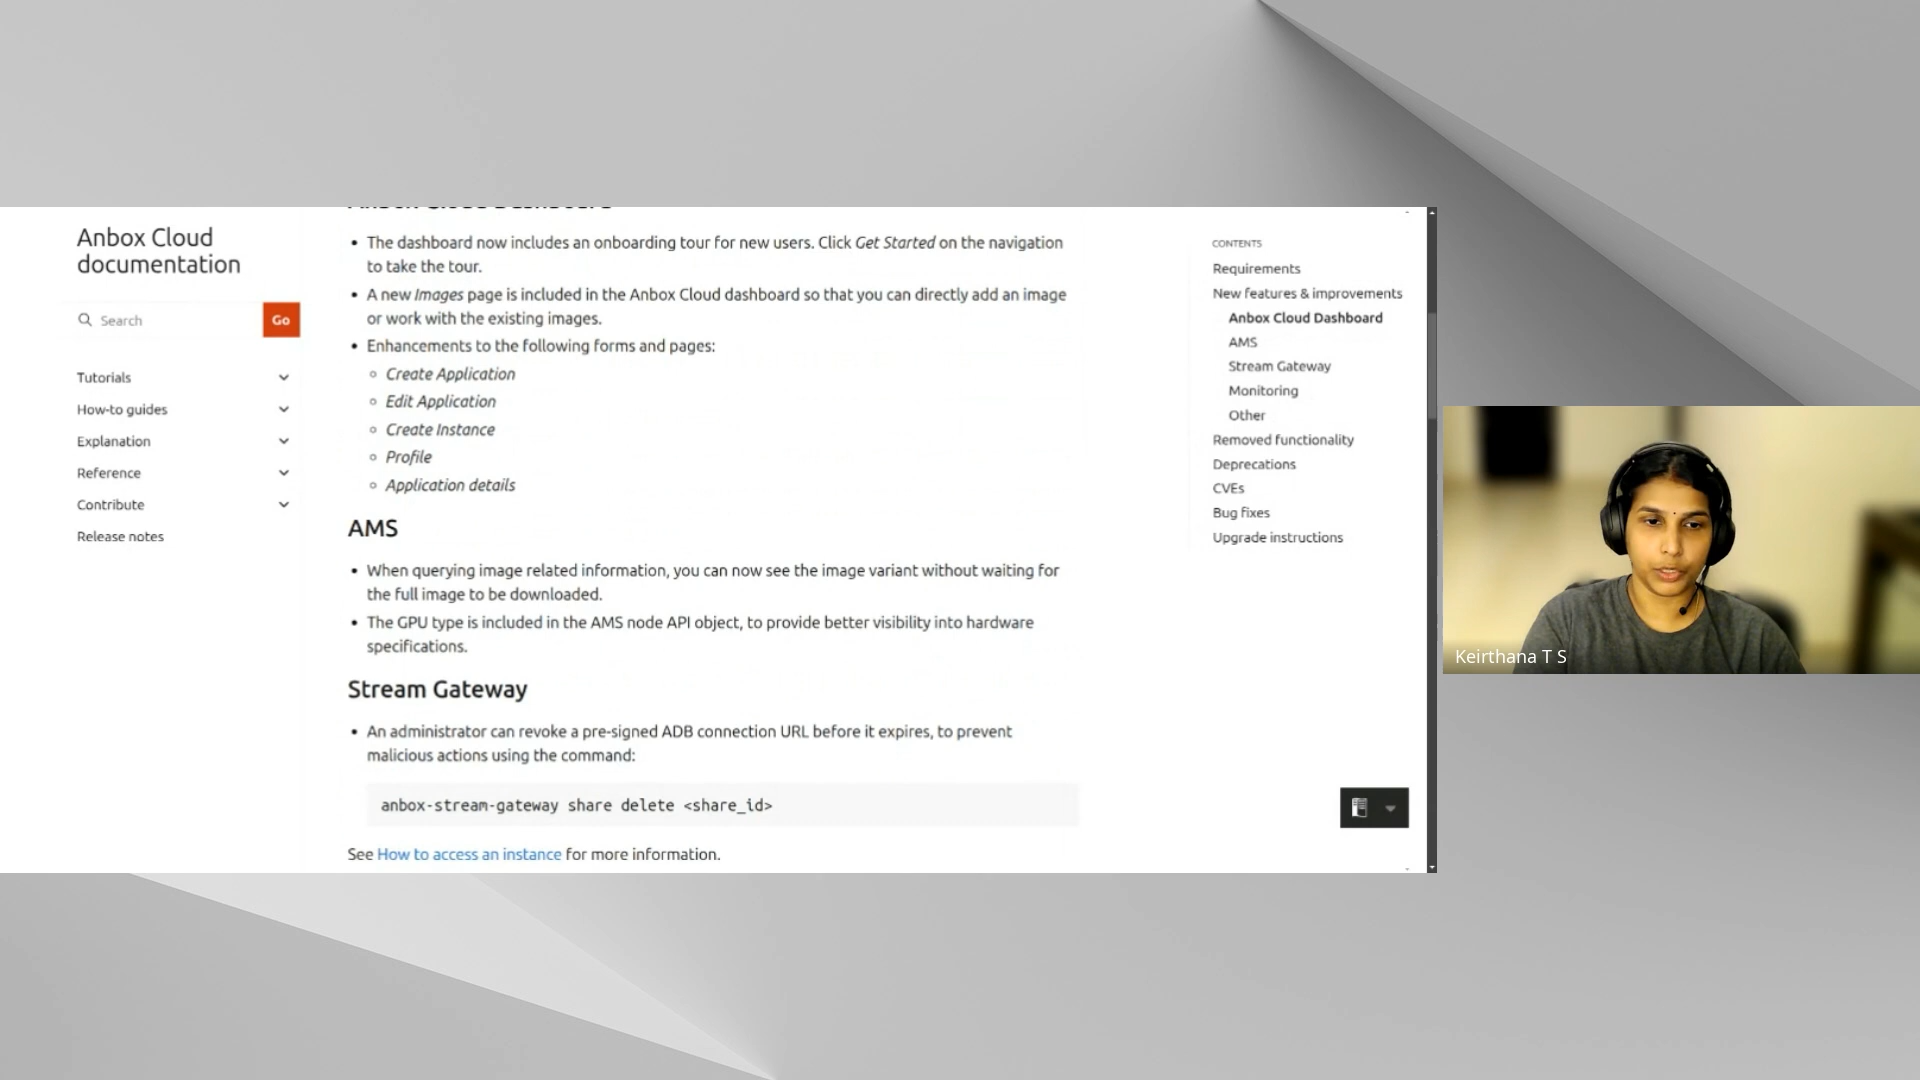 Anbox Cloud
documentation
Search
Go
Tutorials
How-to guides
Explanation
Reference
Contribute
Release notes
Anbox Cloud Dashboard
• The dashboard now includes an onboarding tour for new users. Click Get Started on the navigation
to take the tour.
• A new Images page is included in the Anbox Cloud dashboard so that you can directly add an image
or work with the existing images.
• Enhancements to the following forms and pages:
◦ Create Application
◦ Edit Application
◦ Create Instance
◦ Profile
◦ Application details
AMS
• When querying image related information, you can now see the image variant without waiting for
the full image to be downloaded.
• The GPU type is included in the AMS node API object, to provide better visibility into hardware
specifications.
Stream Gateway
• An administrator can revoke a pre-signed ADB connection URL before it expires, to prevent
malicious actions using the command:
anbox-stream-gateway share delete <share_id>
See How to access an instance for more information.
CONTENTS
Requirements
New features & improvements
Anbox Cloud Dashboard
AMS
Stream Gateway
Monitoring
Other
Removed functionality
Deprecations
CVEs
Bug fixes
Upgrade instructions
Keirthana T S